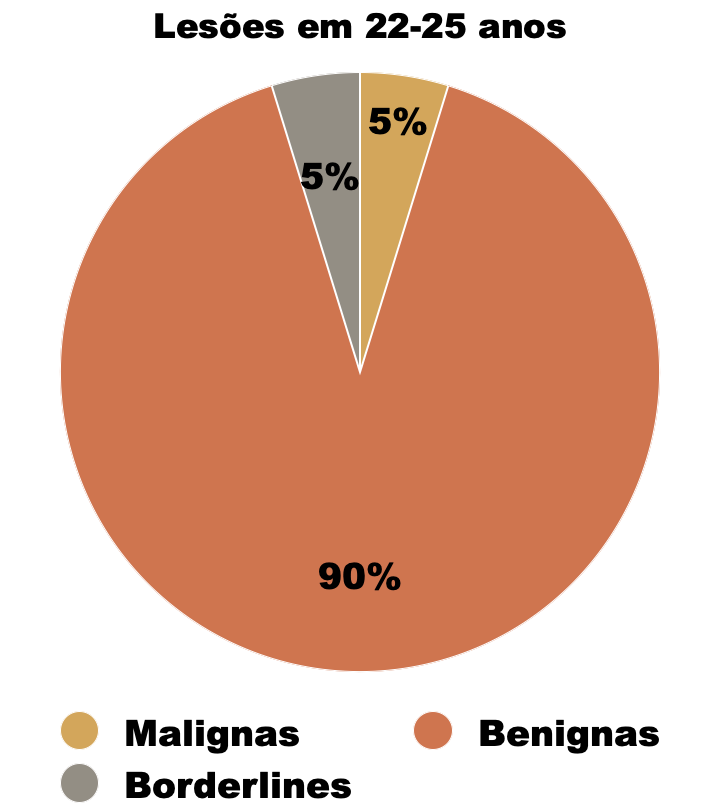 Lesões em 22-25 anos
5%
5%
90%
Malignas
Benignas
Borderlines